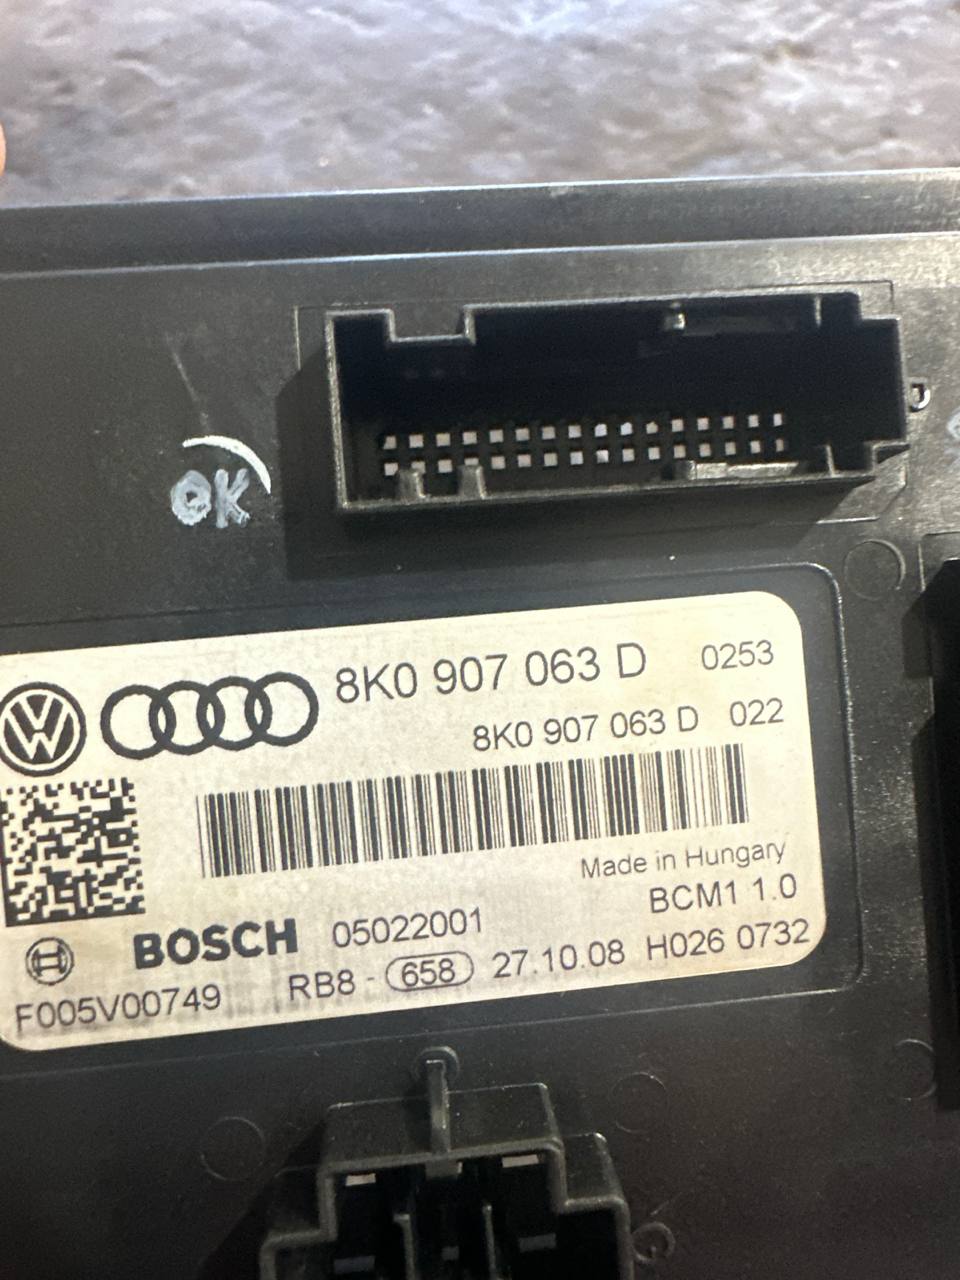 OK
8K0 907 063 D 0253
8K0 907 063 D 022
Made in Hungary
BCM1 1.0
BOSCH 05022001
F005V00749 RB8 - 658 27.10.08 H026 0732